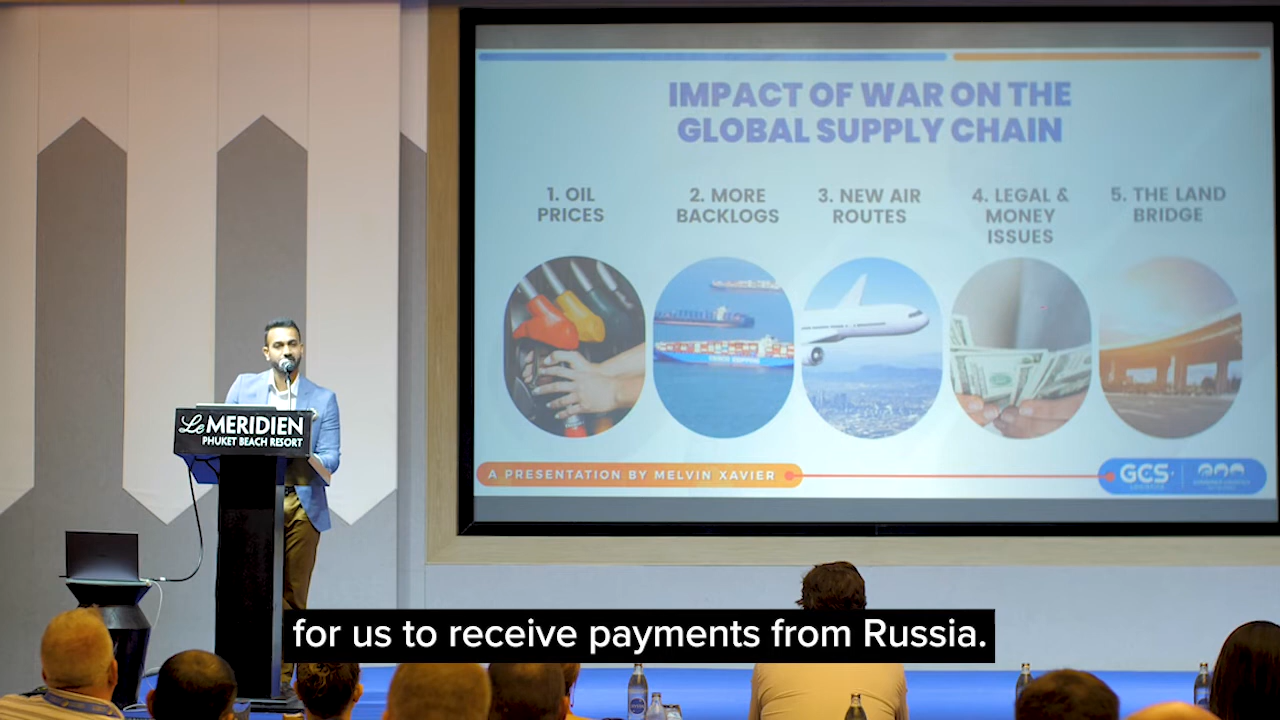 IMPACT OF WAR ON THE
GLOBAL SUPPLY CHAIN
1. OIL
PRICES
2. MORE
BACKLOGS
3. NEW AIR
ROUTES
4. LEGAL &
MONEY
ISSUES
5. THE LAND
BRIDGE
A PRESENTATION BY MELVIN XAVIER
GCS
LOGISTICS
Le MERIDIEN
PHUKET BEACH RESORT
for us to receive payments from Russia.